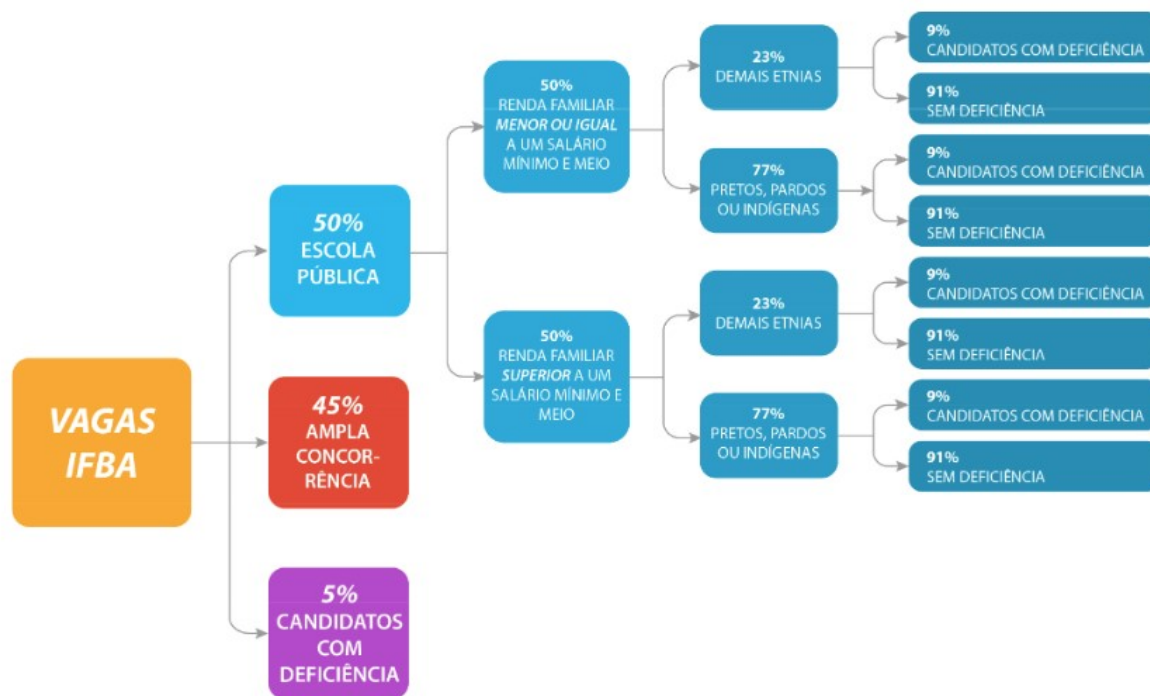 VAGAS
IFBA
50%
ESCOLA
PÚBLICA
45%
AMPLA
CONCOR-
RÊNCIA
5%
CANDIDATOS
COM
DEFICIÊNCIA
50%
RENDA FAMILIAR
MENOR OU IGUAL
A UM SALÁRIO
MÍNIMO E MEIO
50%
RENDA FAMILIAR
SUPERIOR A UM
SALÁRIO MÍNIMO E
MEIO
23%
DEMAIS ETNIAS
77%
PRETOS, PARDOS
OU INDÍGENAS
23%
DEMAIS ETNIAS
77%
PRETOS, PARDOS
OU INDÍGENAS
9%
CANDIDATOS COM DEFICIÊNCIA
91%
SEM DEFICIÊNCIA
9%
CANDIDATOS COM DEFICIÊNCIA
91%
SEM DEFICIÊNCIA
9%
CANDIDATOS COM DEFICIÊNCIA
91%
SEM DEFICIÊNCIA
9%
CANDIDATOS COM DEFICIÊNCIA
91%
SEM DEFICIÊNCIA